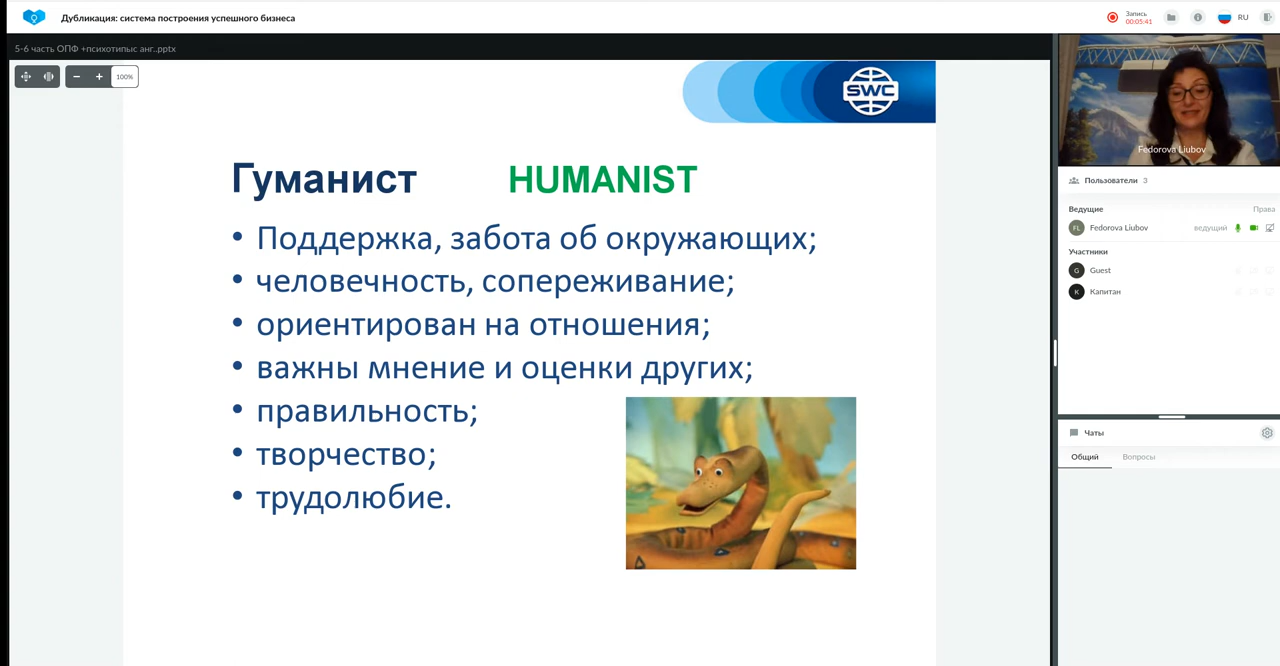 Дубликация: система построения успешного бизнеса
Запись
00:05:41
RU
5-6 часть ОПФ +психотипыс анг..pptx
100%
SWC
Гуманист HUMANIST
• Поддержка, забота об окружающих;
• человечность, сопереживание;
• ориентирован на отношения;
• важны мнение и оценки других;
• правильность;
• творчество;
• трудолюбие.
Fedorova Liubov
Пользователи 3
Ведущие Права
FL Fedorova Liubov ведущий
Участники
G Guest
К Капитан
Чаты
Общий Вопросы